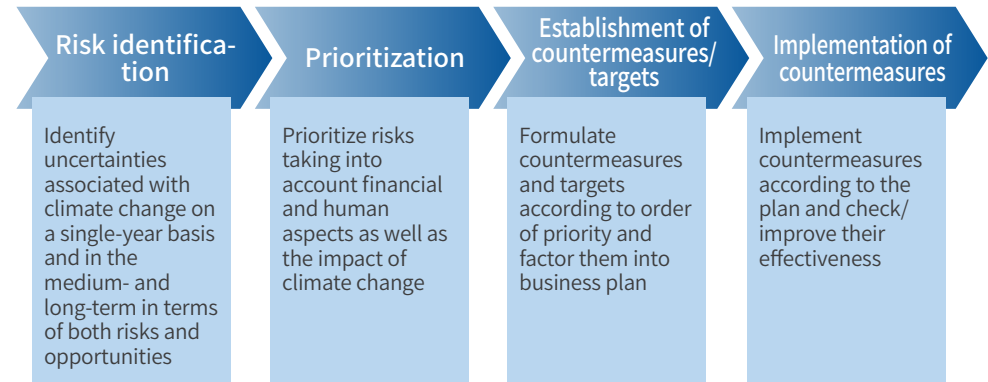 Risk identifica-
tion
Identify
uncertainties
associated with
climate change on
a single-year basis
and in the
medium- and
long-term in terms
of both risks and
opportunities
Prioritization
Prioritize risks
taking into
account financial
and human
aspects as well as
the impact of
climate change
Establishment of
countermeasures/
targets
Formulate
countermeasures
and targets
according to order
of priority and
factor them into
business plan
Implementation of
countermeasures
Implement
countermeasures
according to the
plan and check/
improve their
effectiveness